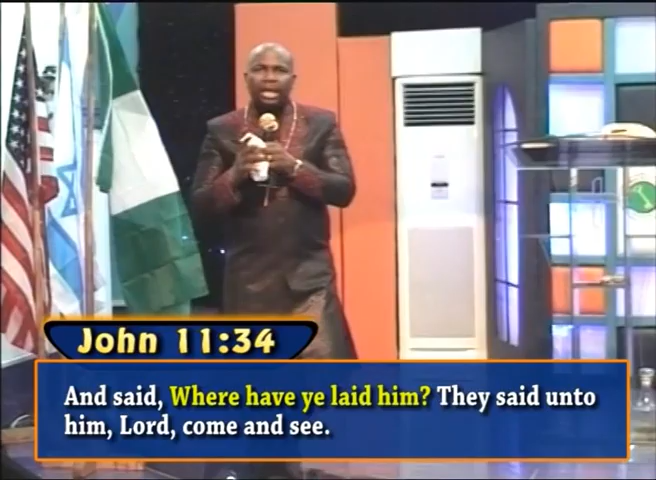 John 11:34
And said, Where have ye laid him? They said unto
him, Lord, come and see.